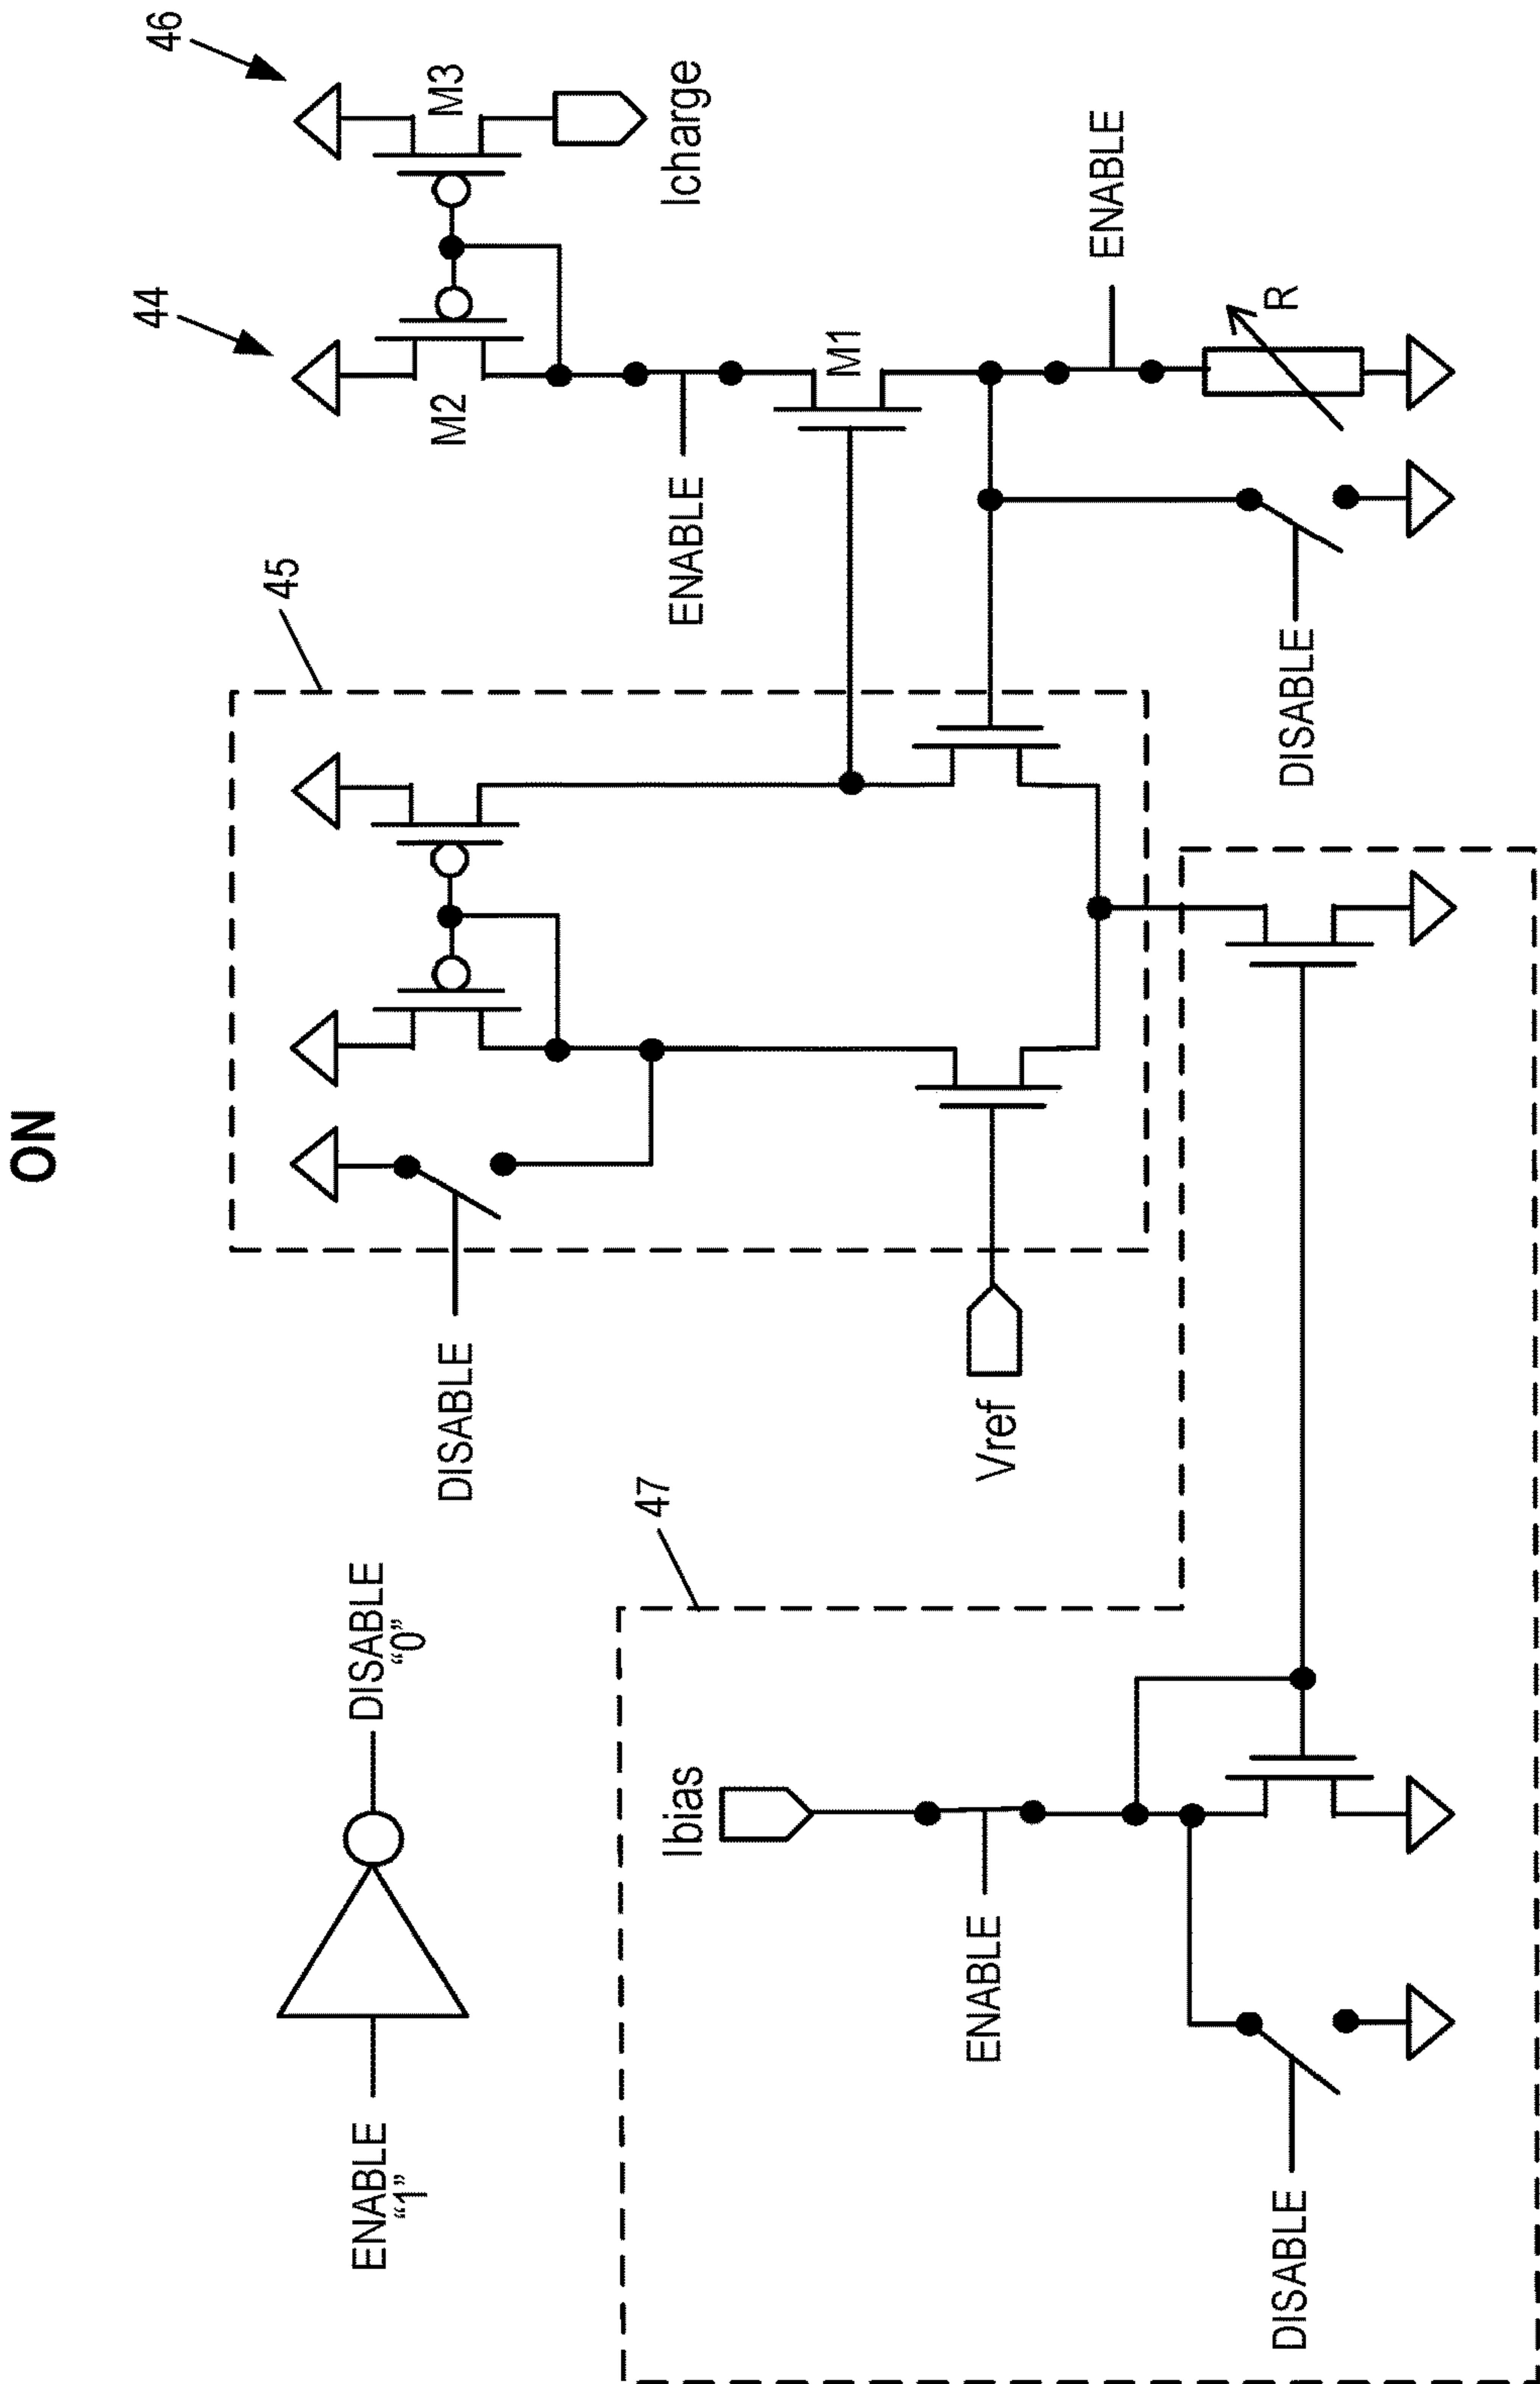 ON
ENABLE
“1”
DISABLE
“0”
DISABLE
45
44
46
M2
M3
Icharge
ENABLE
M1
Vref
47
Ibias
ENABLE
ENABLE
R
DISABLE
DISABLE